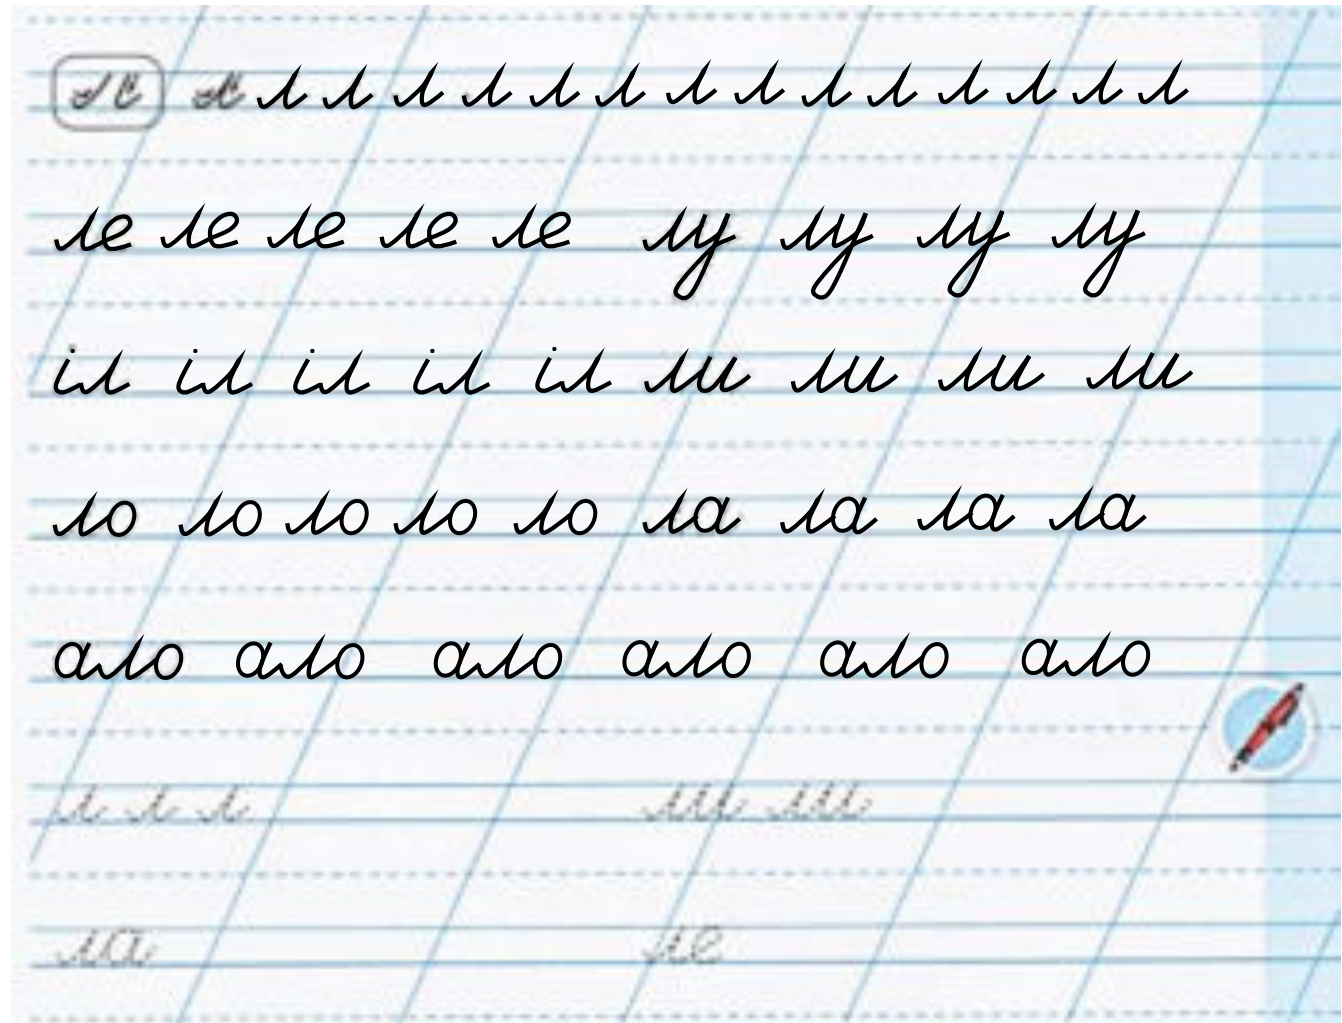 л л л л л л л л л л л л л л л
ле ле ле ле ле лу лу лу лу
іл іл іл іл іл ли ли ли ли
ло ло ло ло ло ла ла ла ла
ало ало ало ало ало ало
л л л ли ли
ла ле